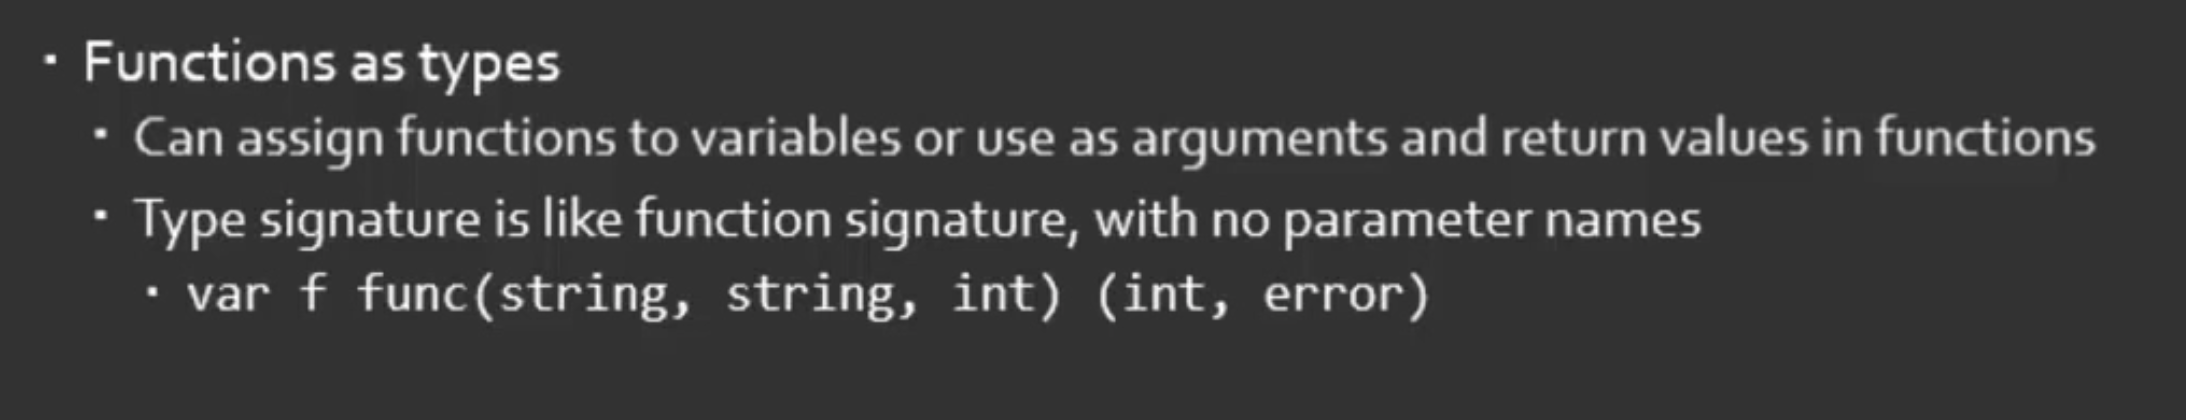 ▪ Functions as types
▪ Can assign functions to variables or use as arguments and return values in functions
▪ Type signature is like function signature, with no parameter names
▪ var f func(string, string, int) (int, error)